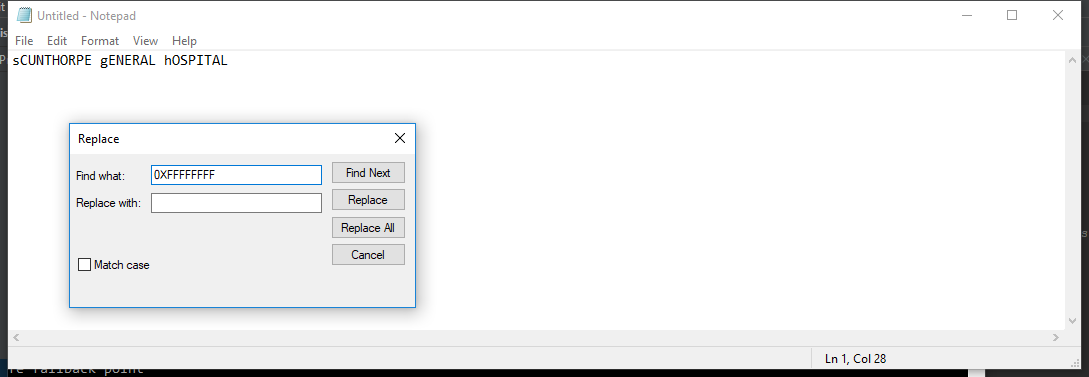 Untitled - Notepad
File Edit Format View Help
sCUNTHORPE gENERAL hOSPITAL
Replace
Find what: 0XFFFFFFFF Find Next
Replace with: Replace
Replace All
Cancel
Match case
Ln 1, Col 28
fallback point